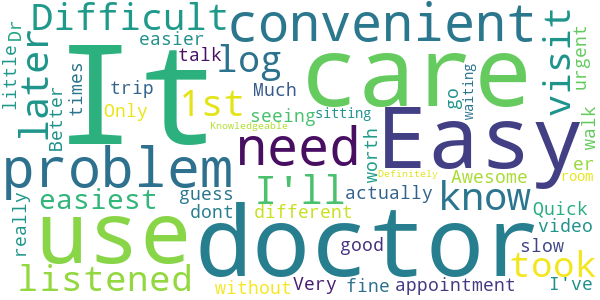 Difficult
convenient
It
care
Easy
doctor
problem
use
need
know
visit
later
log
1st
I'll
listened
easiest
took
little
Dr
easier
talk
times
trip
Better
Only
Much
seeing
sitting
Knowledgeable
go
waiting
urgent
walk
worth
er
Definitely
room
Awesome
actually
guess
dont
different
really
good
Quick
video
slow
without
Very
fine
appointment
I've